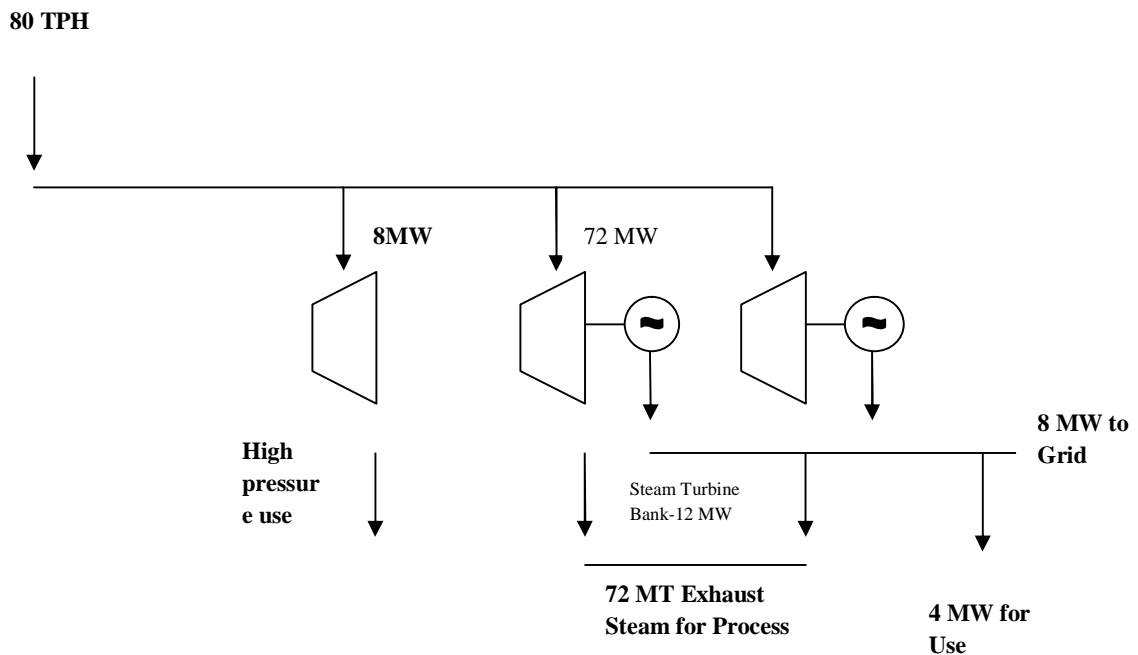 80 TPH
8MW
72 MW
~
~
8 MW to
Grid
High
pressur
e use
Steam Turbine
Bank-12 MW
72 MT Exhaust
Steam for Process
4 MW for
Use